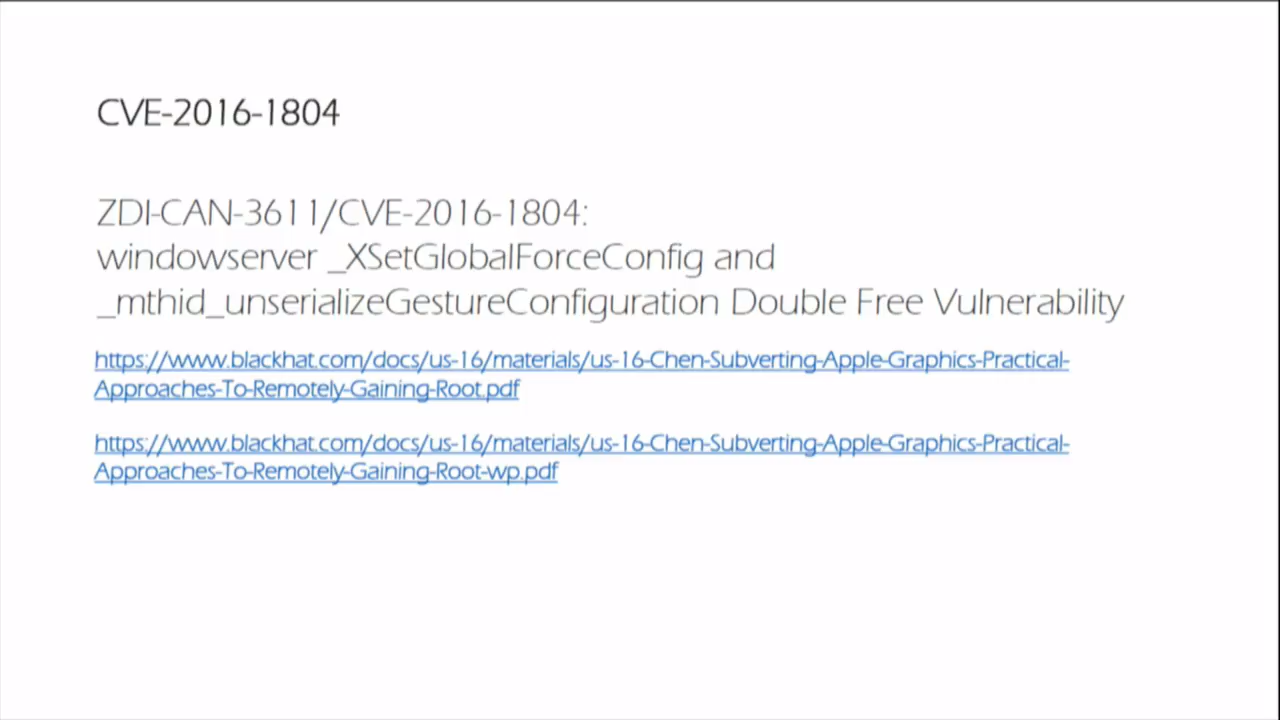 CVE-2016-1804
ZDI-CAN-3611/CVE-2016-1804:
windowserver _XSetGlobalForceConfig and
_mthid_unserializeGestureConfiguration Double Free Vulnerability
https://www.blackhat.com/docs/us-16/materials/us-16-Chen-Subverting-Apple-Graphics-Practical-
Approaches-To-Remotely-Gaining-Root.pdf
https://www.blackhat.com/docs/us-16/materials/us-16-Chen-Subverting-Apple-Graphics-Practical-
Approaches-To-Remotely-Gaining-Root-wp.pdf